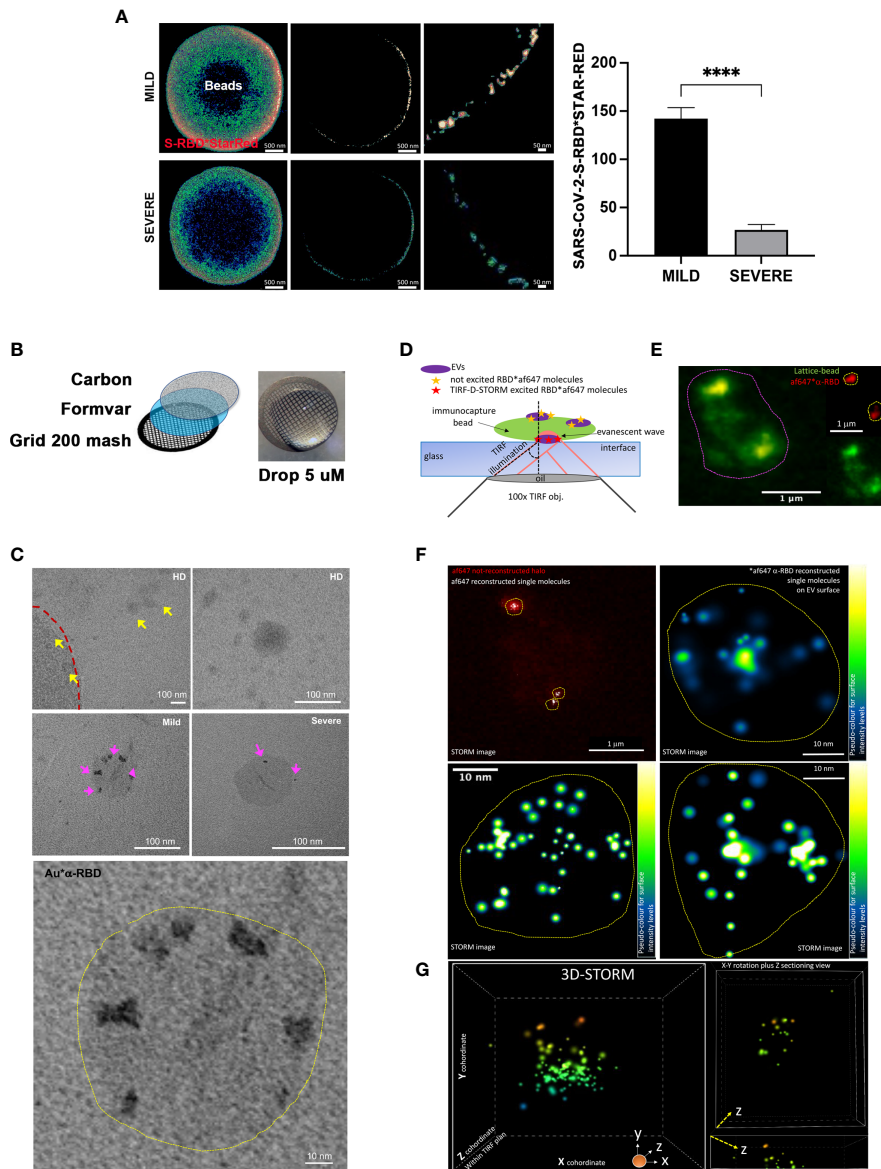 A
MILD
Beads
S-RBD*StarRed
500 nm
500 nm
50 nm
SEVERE
500 nm
500 nm
50 nm
SARS-CoV-2-S-RBD*STAR-RED
200
150
100
50
0
****
MILD
SEVERE
B
Carbon
Formvar
Grid 200 mash
Drop 5 uM
D
EVs
not excited RBD*af647 molecules
TIRF-D-STORM excited RBD*af647 molecules
immunocapture
bead
evanescent wave
interface
glass
TIRF
illumination
oil
100x TIRF obj.
E
Lattice-bead
af647*α-RBD
1 µm
1 µm
C
HD
100 nm
HD
100 nm
Mild
100 nm
Severe
100 nm
Au*α-RBD
10 nm
F
af647 not-reconstructed halo
af647 reconstructed single molecules
STORM image
1 µm
*af647 α-RBD reconstructed
single molecules
on EV surface
STORM image
10 nm
Pseudo-colour for surface
intensity levels
10 nm
STORM image
Pseudo-colour for surface
intensity levels
10 nm
STORM image
Pseudo-colour for surface
intensity levels
G
3D-STORM
Y cohordinate
Z cohordinate
Within TIRF plan
X cohordinate
y
z
x
X-Y rotation plus Z sectioning view
Z
Z